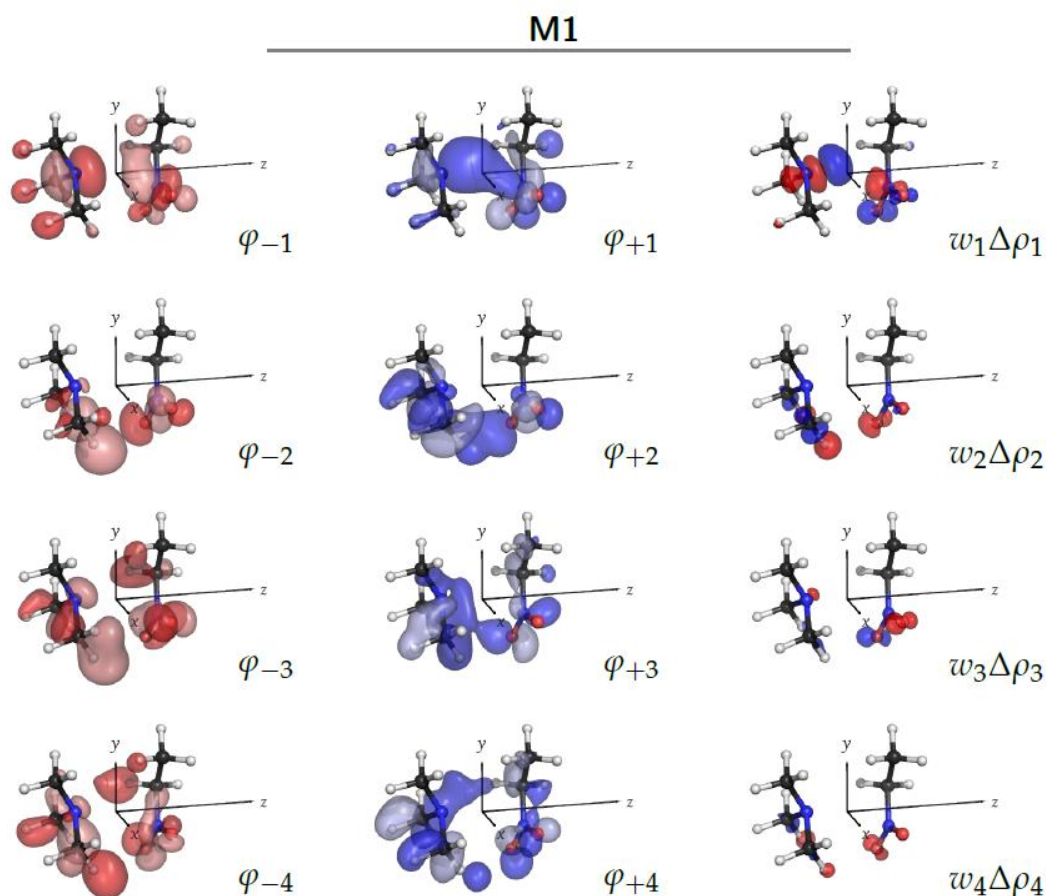 M1
y z x φ₋₁ y z x φ₊₁ y z x w₁Δρ₁
y z x φ₋₂ y z x φ₊₂ y z x w₂Δρ₂
y z x φ₋₃ y z x φ₊₃ y z x w₃Δρ₃
y z x φ₋₄ y z x φ₊₄ y z x w₄Δρ₄